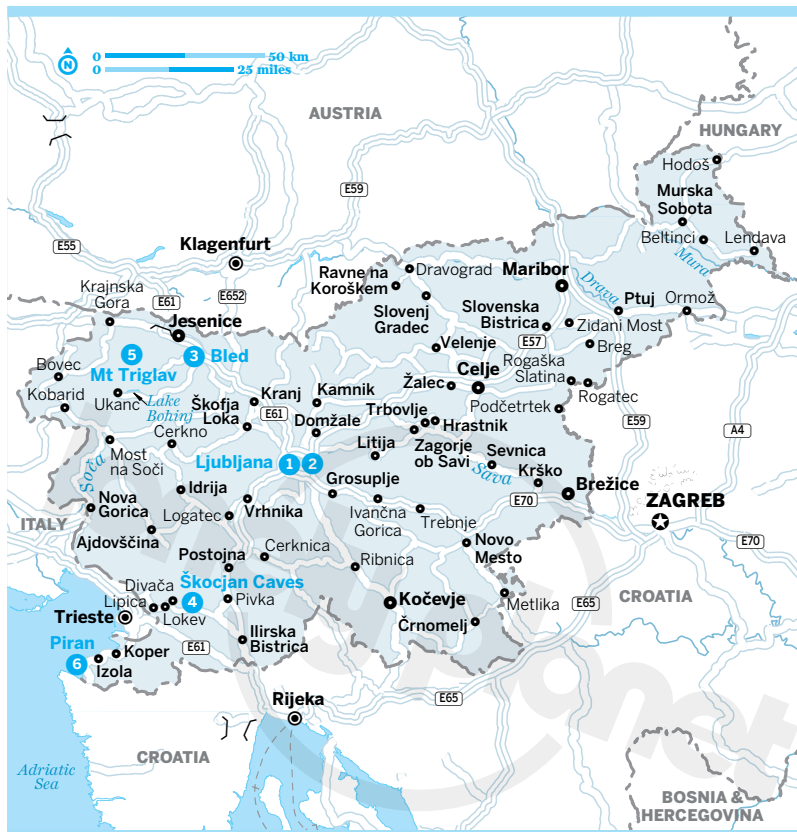 0
50 km
N
0
25 miles
AUSTRIA
HUNGARY
Hodoš
E59
Murska
Sobota
Beltinci
Lendava
Mura
E55
Klagenfurt
Ravne na
Koroškem
Dravograd
Maribor
Drava
Ptuj
Ormož
Krajnska
Gora
E61
E652
Slovenj
Gradec
Slovenska
Bistrica
Zidani Most
Jesenice
E57
Breg
Velenje
5
3
Bled
Mt Triglav
Rogaška
Slatina
Rogatec
Bovec
Celje
Žalec
Kobarid
Ukanc
Lake
Bohinj
Kranj
Kamnik
Podčetrtek
Škofja
Loka
E61
Domžale
Trbovlje
Hrastnik
E59
A4
Cerkno
Litija
Zagorje
ob Savi
Sevnica
Most
na Soči
Ljubljana
1
2
Sava
Krško
Soča
Idrija
Grosuplje
Brežice
Nova
Gorica
Vrhnika
E70
ZAGREB
Logatec
Ivančna
Gorica
Trebnje
ITALY
Ajdovščina
Novo
Mesto
E70
Postojna
Cerknica
Ribnica
Divača
Škocjan Caves
4
Pivka
Kočevje
Metlika
E65
CROATIA
Lipica
Lokev
Trieste
Črnomelj
Piran
6
Koper
Izola
E61
Ilirska
Bistrica
Rijeka
E65
CROATIA
Adriatic
Sea
BOSNIA &
HERCEGOVINA
lonely planet